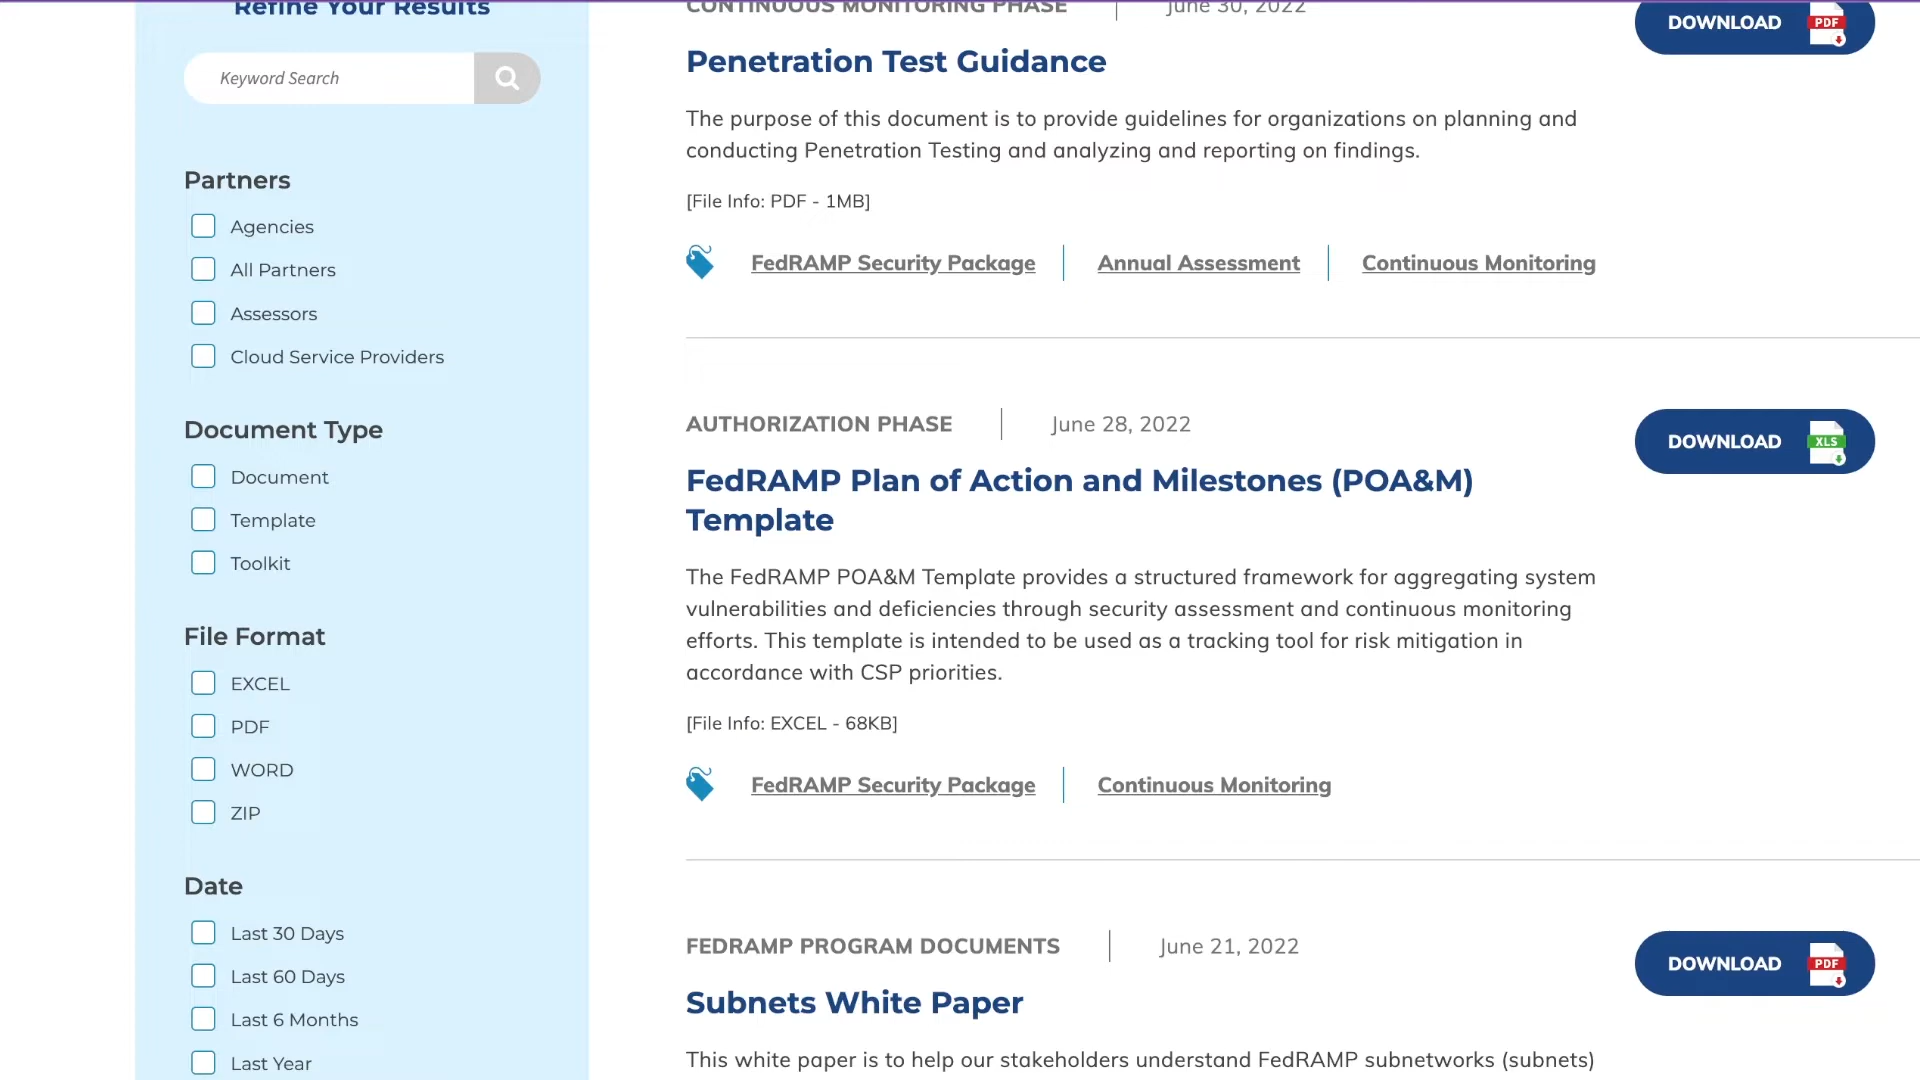 Refine Your Results
Keyword Search
Partners
Agencies
All Partners
Assessors
Cloud Service Providers
Document Type
Document
Template
Toolkit
File Format
EXCEL
PDF
WORD
ZIP
Date
Last 30 Days
Last 60 Days
Last 6 Months
Last Year
CONTINUOUS MONITORING PHASE June 30, 2022
DOWNLOAD PDF
Penetration Test Guidance
The purpose of this document is to provide guidelines for organizations on planning and
conducting Penetration Testing and analyzing and reporting on findings.
[File Info: PDF - 1MB]
FedRAMP Security Package Annual Assessment Continuous Monitoring
AUTHORIZATION PHASE June 28, 2022
DOWNLOAD XLS
FedRAMP Plan of Action and Milestones (POA&M)
Template
The FedRAMP POA&M Template provides a structured framework for aggregating system
vulnerabilities and deficiencies through security assessment and continuous monitoring
efforts. This template is intended to be used as a tracking tool for risk mitigation in
accordance with CSP priorities.
[File Info: EXCEL - 68KB]
FedRAMP Security Package Continuous Monitoring
FEDRAMP PROGRAM DOCUMENTS June 21, 2022
DOWNLOAD PDF
Subnets White Paper
This white paper is to help our stakeholders understand FedRAMP subnetworks (subnets)